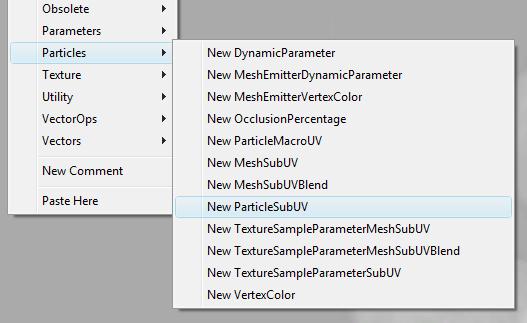 Obsolete
Parameters
Particles
Texture
Utility
VectorOps
Vectors
New Comment
Paste Here
New DynamicParameter
New MeshEmitterDynamicParameter
New MeshEmitterVertexColor
New OcclusionPercentage
New ParticleMacroUV
New MeshSubUV
New MeshSubUVBlend
New ParticleSubUV
New TextureSampleParameterMeshSubUV
New TextureSampleParameterMeshSubUVBlend
New TextureSampleParameterSubUV
New VertexColor